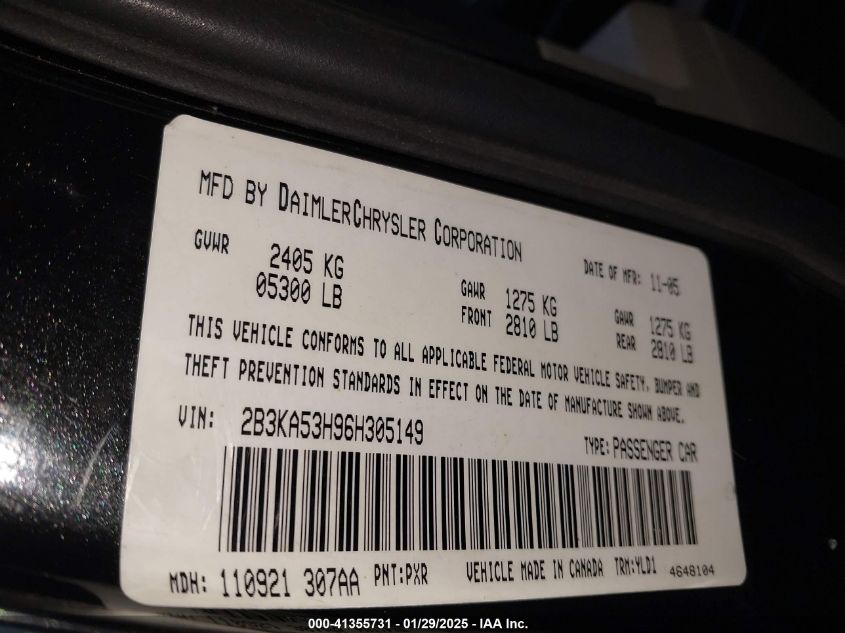 MFD BY DAIMLERCHRYSLER CORPORATION
DATE OF MFR: 11-05
GVWR 2405 KG
05300 LB
GAWR FRONT 1275 KG
2810 LB
GAWR REAR 1275 KG
2810 LB
THIS VEHICLE CONFORMS TO ALL APPLICABLE FEDERAL MOTOR VEHICLE SAFETY, BUMPER AND
THEFT PREVENTION STANDARDS IN EFFECT ON THE DATE OF MANUFACTURE SHOWN ABOVE.
VIN: 2B3KA53H96H305149
TYPE: PASSENGER CAR
MDH: 110921 307AA PNT:PXR VEHICLE MADE IN CANADA TRM:YLD1 4648104
000-41355731 - 01/29/2025 - IAA Inc.